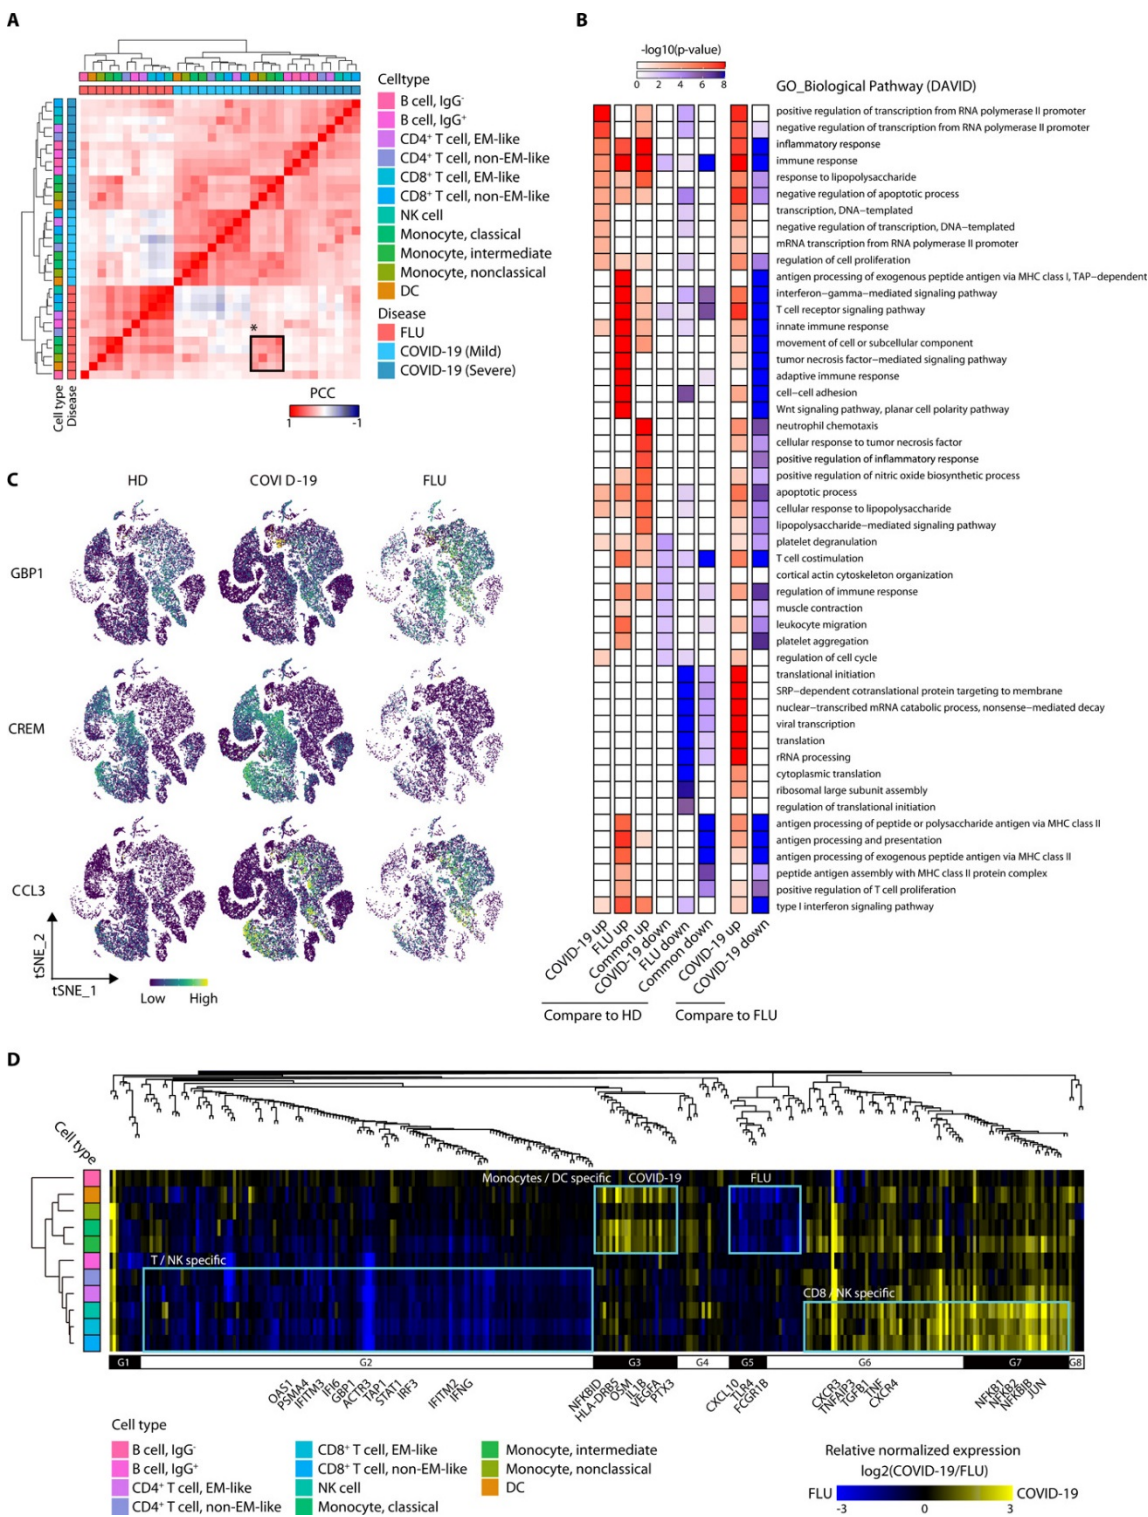 A
Celltype
B cell, IgG-
B cell, IgG+
CD4+ T cell, EM-like
CD4+ T cell, non-EM-like
CD8+ T cell, EM-like
CD8+ T cell, non-EM-like
NK cell
Monocyte, classical
Monocyte, intermediate
Monocyte, nonclassical
DC
Disease
FLU
COVID-19 (Mild)
COVID-19 (Severe)
*
Cell type
Disease
PCC
1 -1
B
-log10(p-value)
0 2 4 6 8
GO_Biological Pathway (DAVID)
positive regulation of transcription from RNA polymerase II promoter
negative regulation of transcription from RNA polymerase II promoter
inflammatory response
immune response
response to lipopolysaccharide
negative regulation of apoptotic process
transcription, DNA−templated
negative regulation of transcription, DNA−templated
mRNA transcription from RNA polymerase II promoter
regulation of cell proliferation
antigen processing of exogenous peptide antigen via MHC class I, TAP−dependent
interferon−gamma−mediated signaling pathway
T cell receptor signaling pathway
innate immune response
movement of cell or subcellular component
tumor necrosis factor−mediated signaling pathway
adaptive immune response
cell−cell adhesion
Wnt signaling pathway, planar cell polarity pathway
neutrophil chemotaxis
cellular response to tumor necrosis factor
positive regulation of inflammatory response
positive regulation of nitric oxide biosynthetic process
apoptotic process
cellular response to lipopolysaccharide
lipopolysaccharide−mediated signaling pathway
platelet degranulation
T cell costimulation
cortical actin cytoskeleton organization
regulation of immune response
muscle contraction
leukocyte migration
platelet aggregation
regulation of cell cycle
translational initiation
SRP−dependent cotranslational protein targeting to membrane
nuclear−transcribed mRNA catabolic process, nonsense−mediated decay
viral transcription
translation
rRNA processing
cytoplasmic translation
ribosomal large subunit assembly
regulation of translational initiation
antigen processing of peptide or polysaccharide antigen via MHC class II
antigen processing and presentation
antigen processing of exogenous peptide antigen via MHC class II
peptide antigen assembly with MHC class II protein complex
positive regulation of T cell proliferation
type I interferon signaling pathway
COVID-19 up
FLU up
Common up
COVID-19 down
FLU down
Common down
COVID-19 up
COVID-19 down
Compare to HD
Compare to FLU
C
HD COVID-19 FLU
GBP1
CREM
CCL3
tSNE_2
tSNE_1
Low High
D
Cell type
Monocytes / DC specific COVID-19 FLU
T / NK specific
CD8 / NK specific
G1 G2 G3 G4 G5 G6 G7 G8
OAS1
PSMA4
IFITM3
IFI6
GBP1
ACTR3
TAP1
STAT1
IRF3
IFITM2
IFNG
NFKBID
HLA-DRB5
OSM
IL1B
VEGFA
PTX3
CXCL10
TLR4
FCGR1B
CXCR3
TNFAIP3
TGFB1
TNF
CXCR4
NFKB1
NFKB2
NFKBIB
JUN
Cell type
B cell, IgG-
B cell, IgG+
CD4+ T cell, EM-like
CD4+ T cell, non-EM-like
CD8+ T cell, EM-like
CD8+ T cell, non-EM-like
NK cell
Monocyte, classical
Monocyte, intermediate
Monocyte, nonclassical
DC
Relative normalized expression
log2(COVID-19/FLU)
FLU COVID-19
-3 0 3